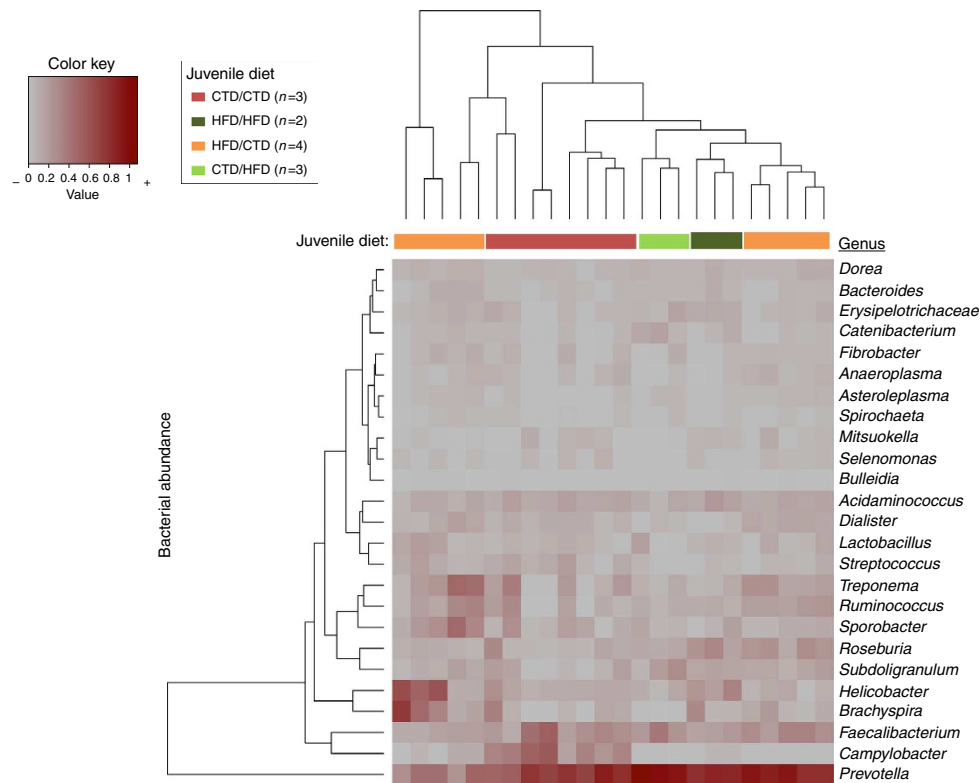 Color key
– 0 0.2 0.4 0.6 0.8 1 +
Value
Juvenile diet
CTD/CTD (n=3)
HFD/HFD (n=2)
HFD/CTD (n=4)
CTD/HFD (n=3)
Juvenile diet:
Genus
Dorea
Bacteroides
Erysipelotrichaceae
Catenibacterium
Fibrobacter
Anaeroplasma
Asteroleplasma
Spirochaeta
Mitsuokella
Selenomonas
Bulleidia
Acidaminococcus
Dialister
Lactobacillus
Streptococcus
Treponema
Ruminococcus
Sporobacter
Roseburia
Subdoligranulum
Helicobacter
Brachyspira
Faecalibacterium
Campylobacter
Prevotella
Bacterial abundance